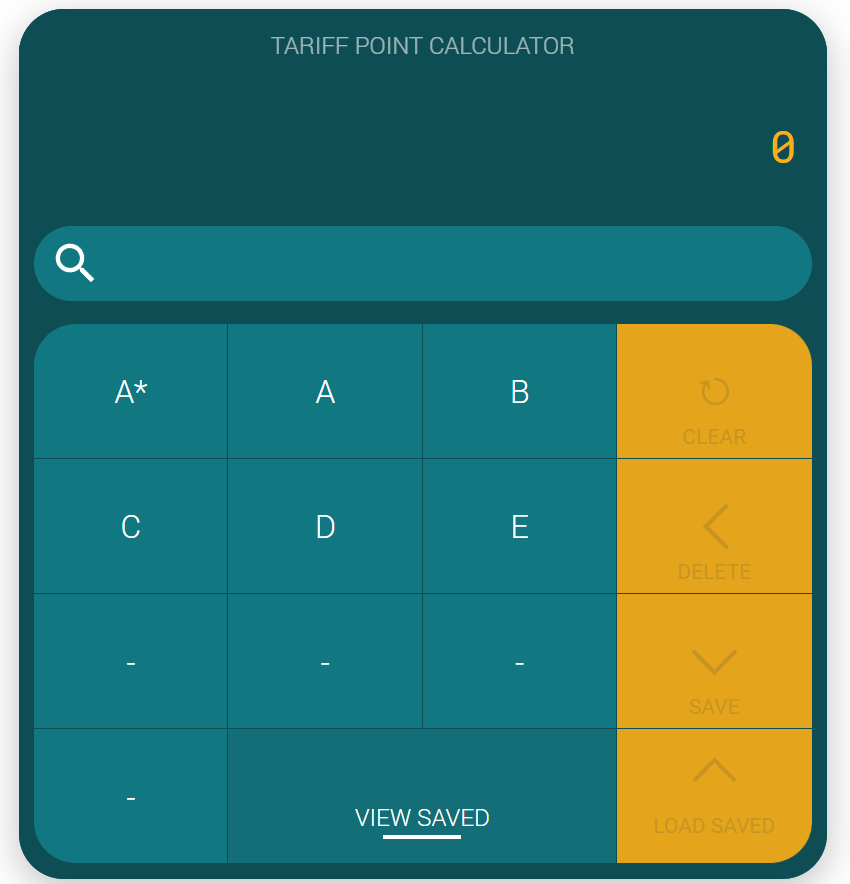 TARIFF POINT CALCULATOR
0
A* A B
CLEAR
C D E
DELETE
- - -
SAVE
-
VIEW SAVED
LOAD SAVED